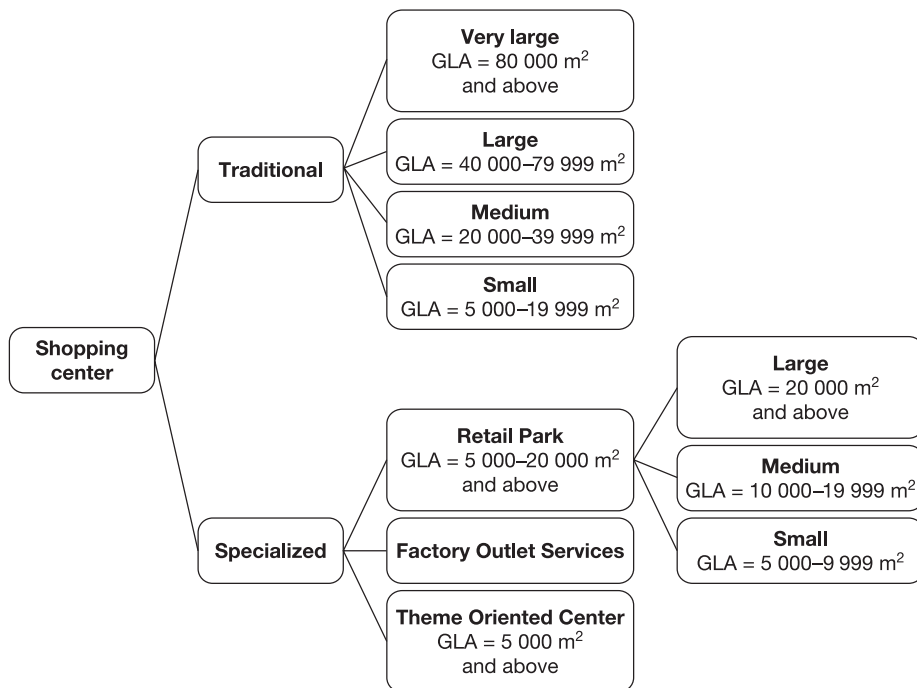 Very large
GLA = 80 000 m²
and above
Large
GLA = 40 000–79 999 m²
Traditional
Medium
GLA = 20 000–39 999 m²
Small
GLA = 5 000–19 999 m²
Shopping
center
Large
GLA = 20 000 m²
and above
Retail Park
GLA = 5 000–20 000 m²
and above
Medium
GLA = 10 000–19 999 m²
Specialized
Factory Outlet Services
Small
GLA = 5 000–9 999 m²
Theme Oriented Center
GLA = 5 000 m²
and above